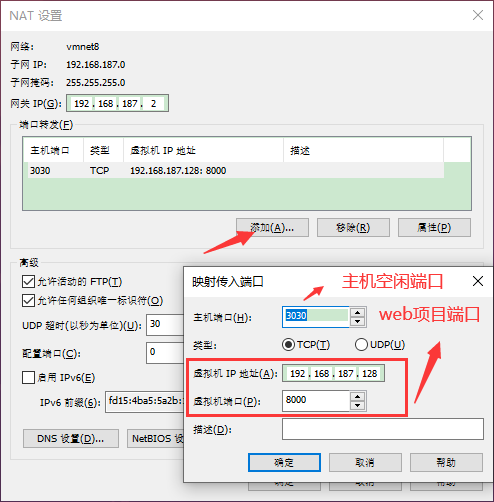 NAT 设置
网络： vmnet8
子网 IP: 192.168.187.0
子网掩码: 255.255.255.0
网关 IP(G): 192 . 168 . 187 . 2
端口转发(F)
主机端口 类型 虚拟机 IP 地址 描述
3030 TCP 192.168.187.128: 8000
添加(A)... 移除(R) 属性(P)
高级
允许活动的 FTP(T)
允许任何组织唯一标识符(O)
UDP 超时(以秒为单位)(U): 30
配置端口(C): 0
启用 IPv6(E)
IPv6 前缀(6): fd15:4ba5:5a2b:
DNS 设置(D)... NetBIOS 设
映射传入端口
主机空闲端口
主机端口(H): 3030
web项目端口
类型: TCP(T) UDP(U)
虚拟机 IP 地址(A): 192 . 168 . 187 . 128
虚拟机端口(P): 8000
描述(D):
确定 取消 帮助